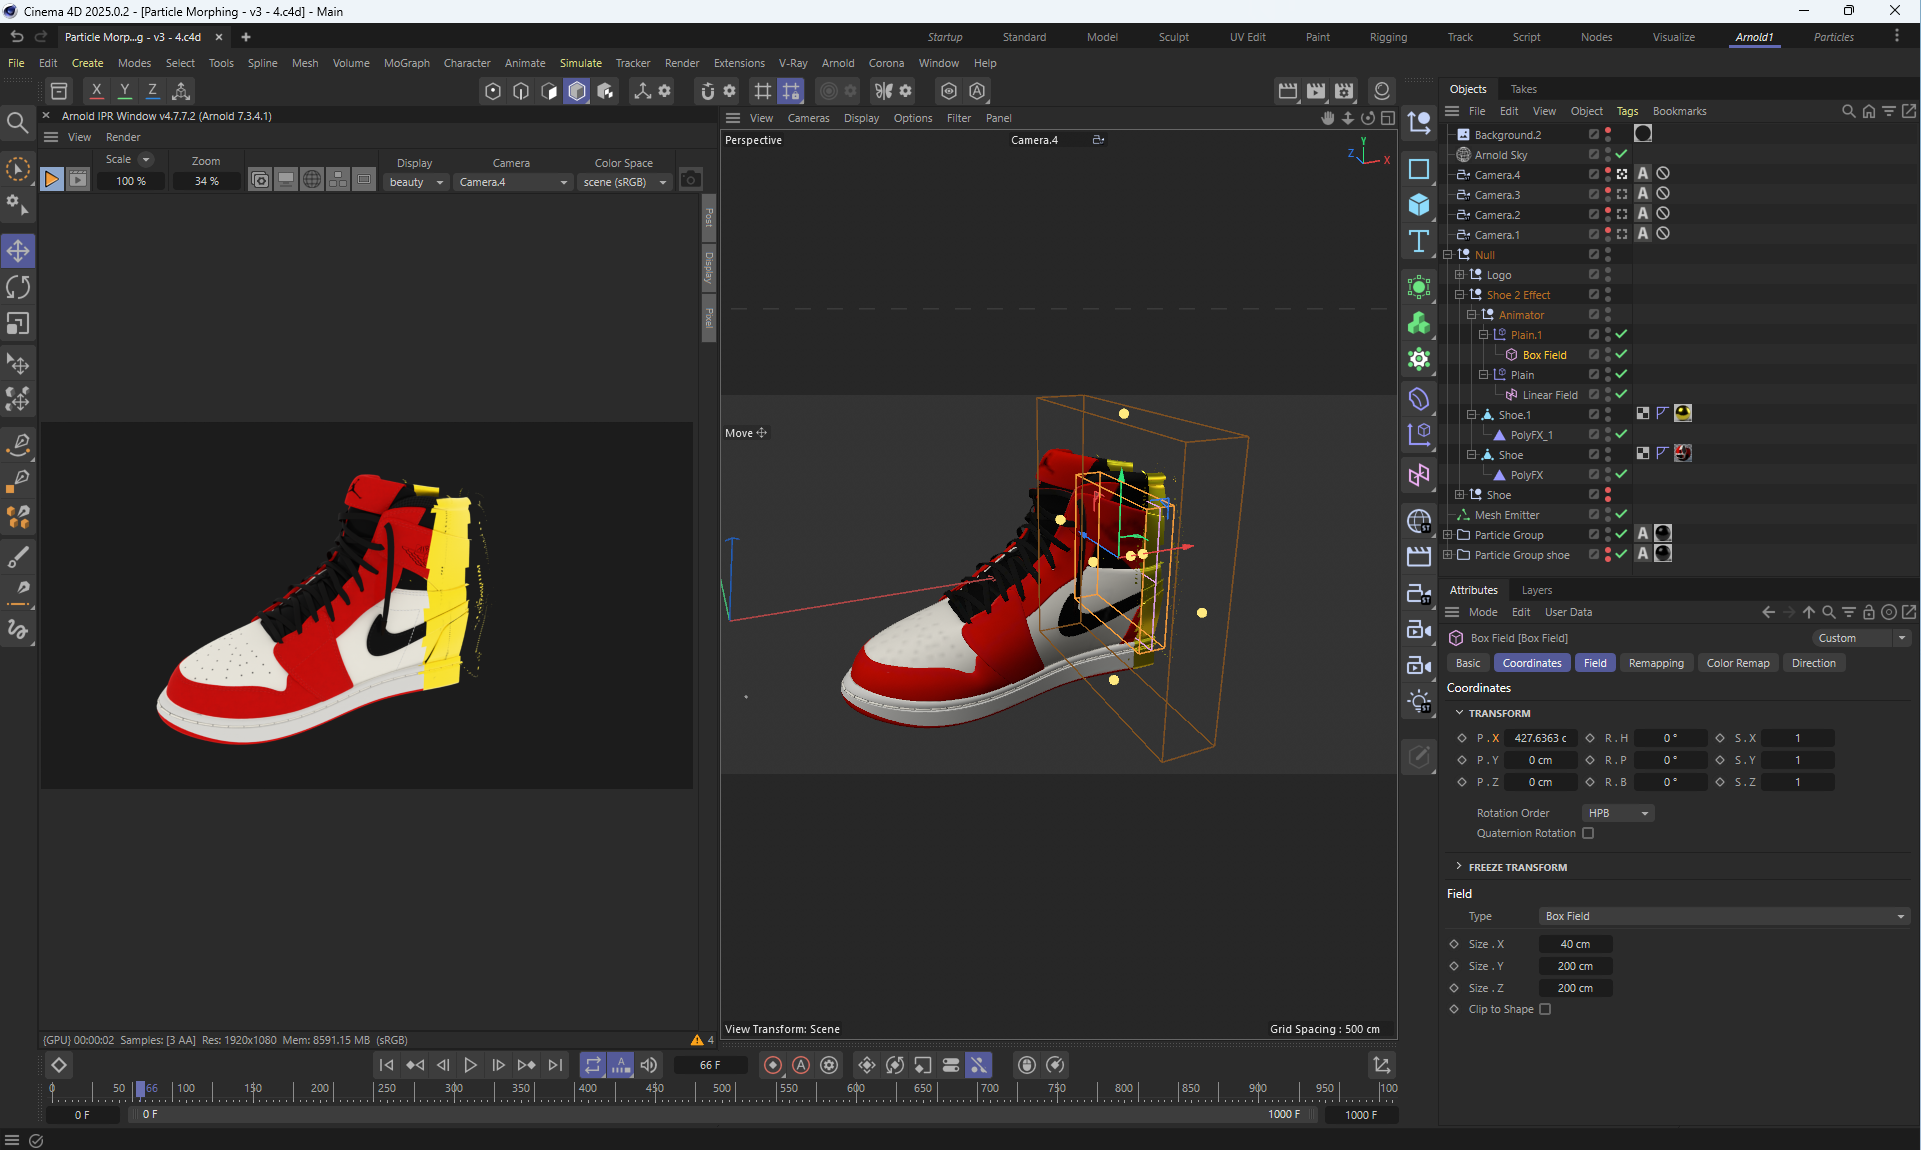 Cinema 4D 2025.0.2 - [Particle Morphing - v3 - 4.c4d] - Main
Particle Morp...g - v3 - 4.c4d
Startup Standard Model Sculpt UV Edit Paint Rigging Track Script Nodes Visualize Arnold1 Particles
File Edit Create Modes Select Tools Spline Mesh Volume MoGraph Character Animate Simulate Tracker Render Extensions V-Ray Arnold Corona Window Help
X Y Z
Arnold IPR Window v4.7.7.2 (Arnold 7.3.4.1)
View Render
Scale Zoom Display Camera Color Space
100 % 34 % beauty Camera.4 scene (sRGB)
Post
Display
Pixel
View Cameras Display Options Filter Panel
Perspective Camera.4
Y
Z X
Move
View Transform: Scene Grid Spacing : 500 cm
Objects Takes
File Edit View Object Tags Bookmarks
Background.2
Arnold Sky
Camera.4 A
Camera.3 A
Camera.2 A
Camera.1 A
Null
Logo
Shoe 2 Effect
Animator
Plain.1
Box Field
Plain
Linear Field
Shoe.1
PolyFX_1
Shoe
PolyFX
Shoe
Mesh Emitter
Particle Group A
Particle Group shoe A
Attributes Layers
Mode Edit User Data
Box Field [Box Field] Custom
Basic Coordinates Field Remapping Color Remap Direction
Coordinates
TRANSFORM
P . X 427.6363 c R . H 0 ° S . X 1
P . Y 0 cm R . P 0 ° S . Y 1
P . Z 0 cm R . B 0 ° S . Z 1
Rotation Order HPB
Quaternion Rotation
FREEZE TRANSFORM
Field
Type Box Field
Size . X 40 cm
Size . Y 200 cm
Size . Z 200 cm
Clip to Shape
[GPU] 00:00:02 Samples: [3 AA] Res: 1920x1080 Mem: 8591.15 MB (sRGB) 4
66 F
0 50 66 100 150 200 250 300 350 400 450 500 550 600 650 700 750 800 850 900 950 100
0 F 0 F 1000 F 1000 F